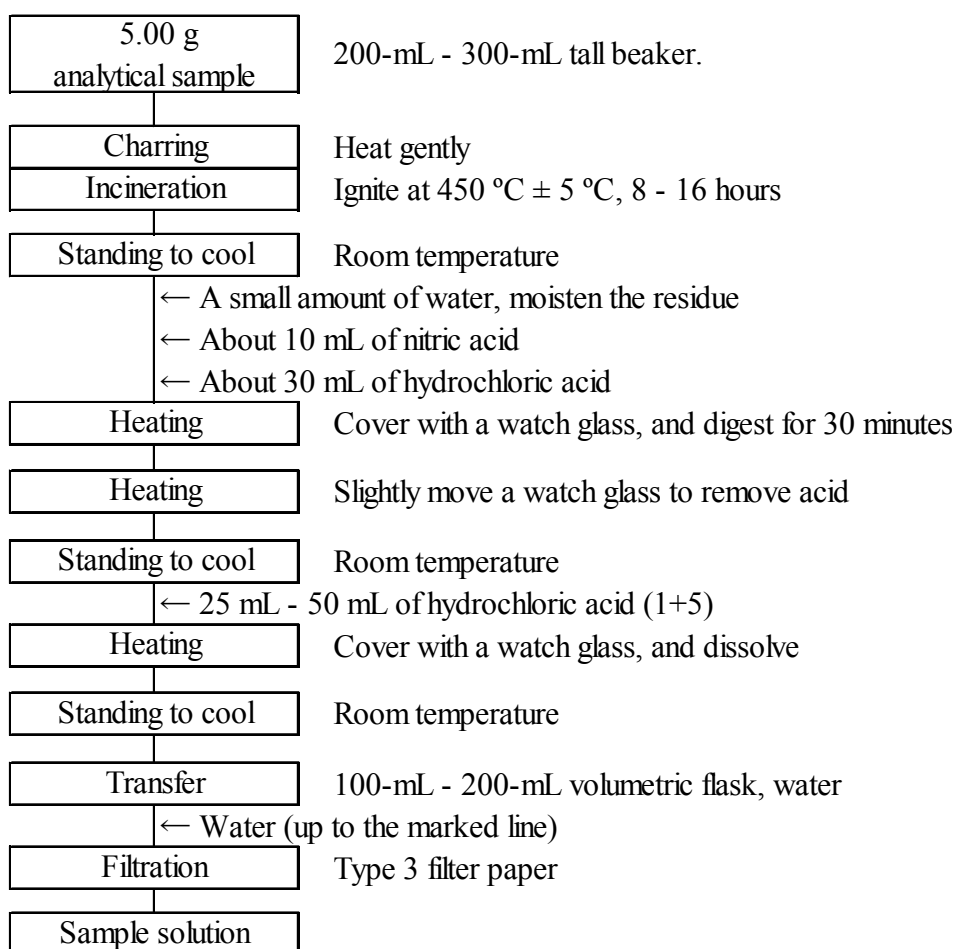 5.00 g
analytical sample
200-mL - 300-mL tall beaker.
Charring
Heat gently
Incineration
Ignite at 450 ºC ± 5 ºC, 8 - 16 hours
Standing to cool
Room temperature
← A small amount of water, moisten the residue
← About 10 mL of nitric acid
← About 30 mL of hydrochloric acid
Heating
Cover with a watch glass, and digest for 30 minutes
Heating
Slightly move a watch glass to remove acid
Standing to cool
Room temperature
← 25 mL - 50 mL of hydrochloric acid (1+5)
Heating
Cover with a watch glass, and dissolve
Standing to cool
Room temperature
Transfer
100-mL - 200-mL volumetric flask, water
← Water (up to the marked line)
Filtration
Type 3 filter paper
Sample solution